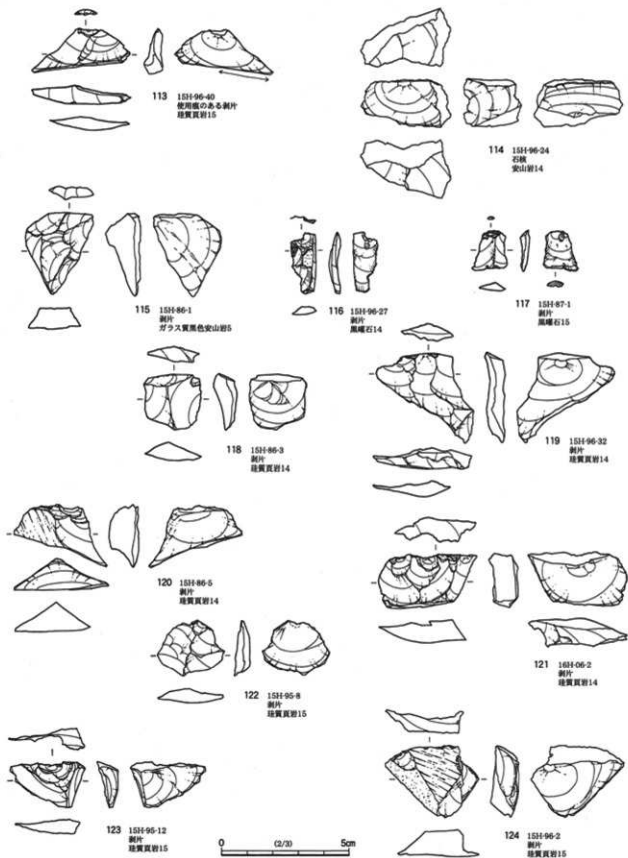 113 15H-96-40
使用痕のある剥片
珪質頁岩15
114 15H-96-24
石核
安山岩14
115 15H-86-1
剥片
ガラス質黒色安山岩5
116 15H-96-27
剥片
黒曜石14
117 15H-87-1
剥片
黒曜石15
118 15H-86-3
剥片
珪質頁岩14
119 15H-96-32
剥片
珪質頁岩14
120 15H-86-5
剥片
珪質頁岩14
121 16H-06-2
剥片
珪質頁岩14
122 15H-95-8
剥片
珪質頁岩15
123 15H-95-12
剥片
珪質頁岩15
124 15H-96-2
剥片
珪質頁岩15
0 (2/3) 5cm